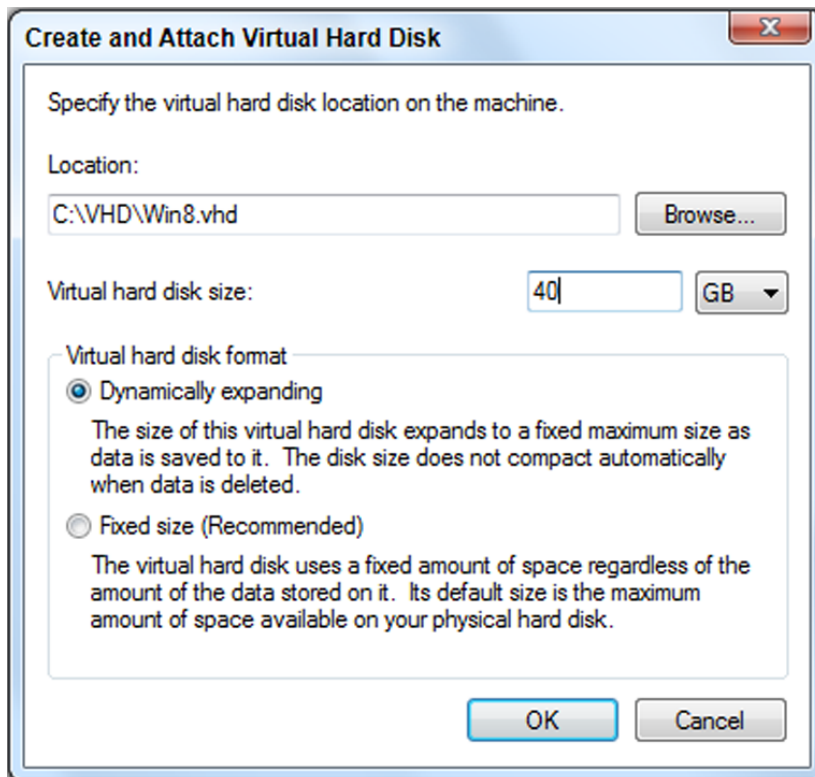 Create and Attach Virtual Hard Disk
Specify the virtual hard disk location on the machine.
Location:
C:\VHD\Win8.vhd
Browse...
Virtual hard disk size:
40
GB
Virtual hard disk format
Dynamically expanding
The size of this virtual hard disk expands to a fixed maximum size as
data is saved to it.  The disk size does not compact automatically
when data is deleted.
Fixed size (Recommended)
The virtual hard disk uses a fixed amount of space regardless of the
amount of the data stored on it.  Its default size is the maximum
amount of space available on your physical hard disk.
OK
Cancel